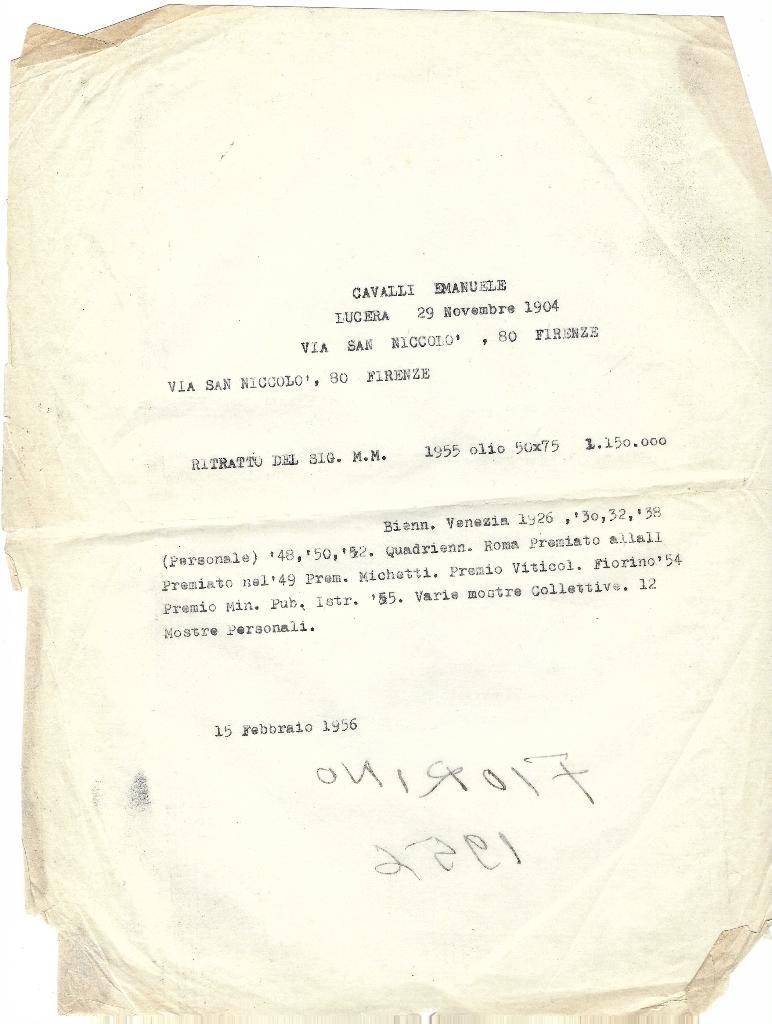 CAVALLI EMANUELE
LUCERA 29 Novembre 1904
VIA SAN NICCOLO' , 80 FIRENZE
VIA SAN NICCOLO', 80 FIRENZE
RITRATTO DEL SIG. M.M. 1955 olio 50x75 L.150.000
Bienn. Venezia 1926 ,'30,32,'38
(Personale) '48,'50,'52. Quadrienn. Roma Premiato allaII
Premiato nel'49 Prem. Michetti. Premio Viticol. Fiorino'54
Premio Min. Pub. Istr. '55. Varie mostre Collettive. 12
Mostre Personali.
15 Febbraio 1956
FIORINO
1956